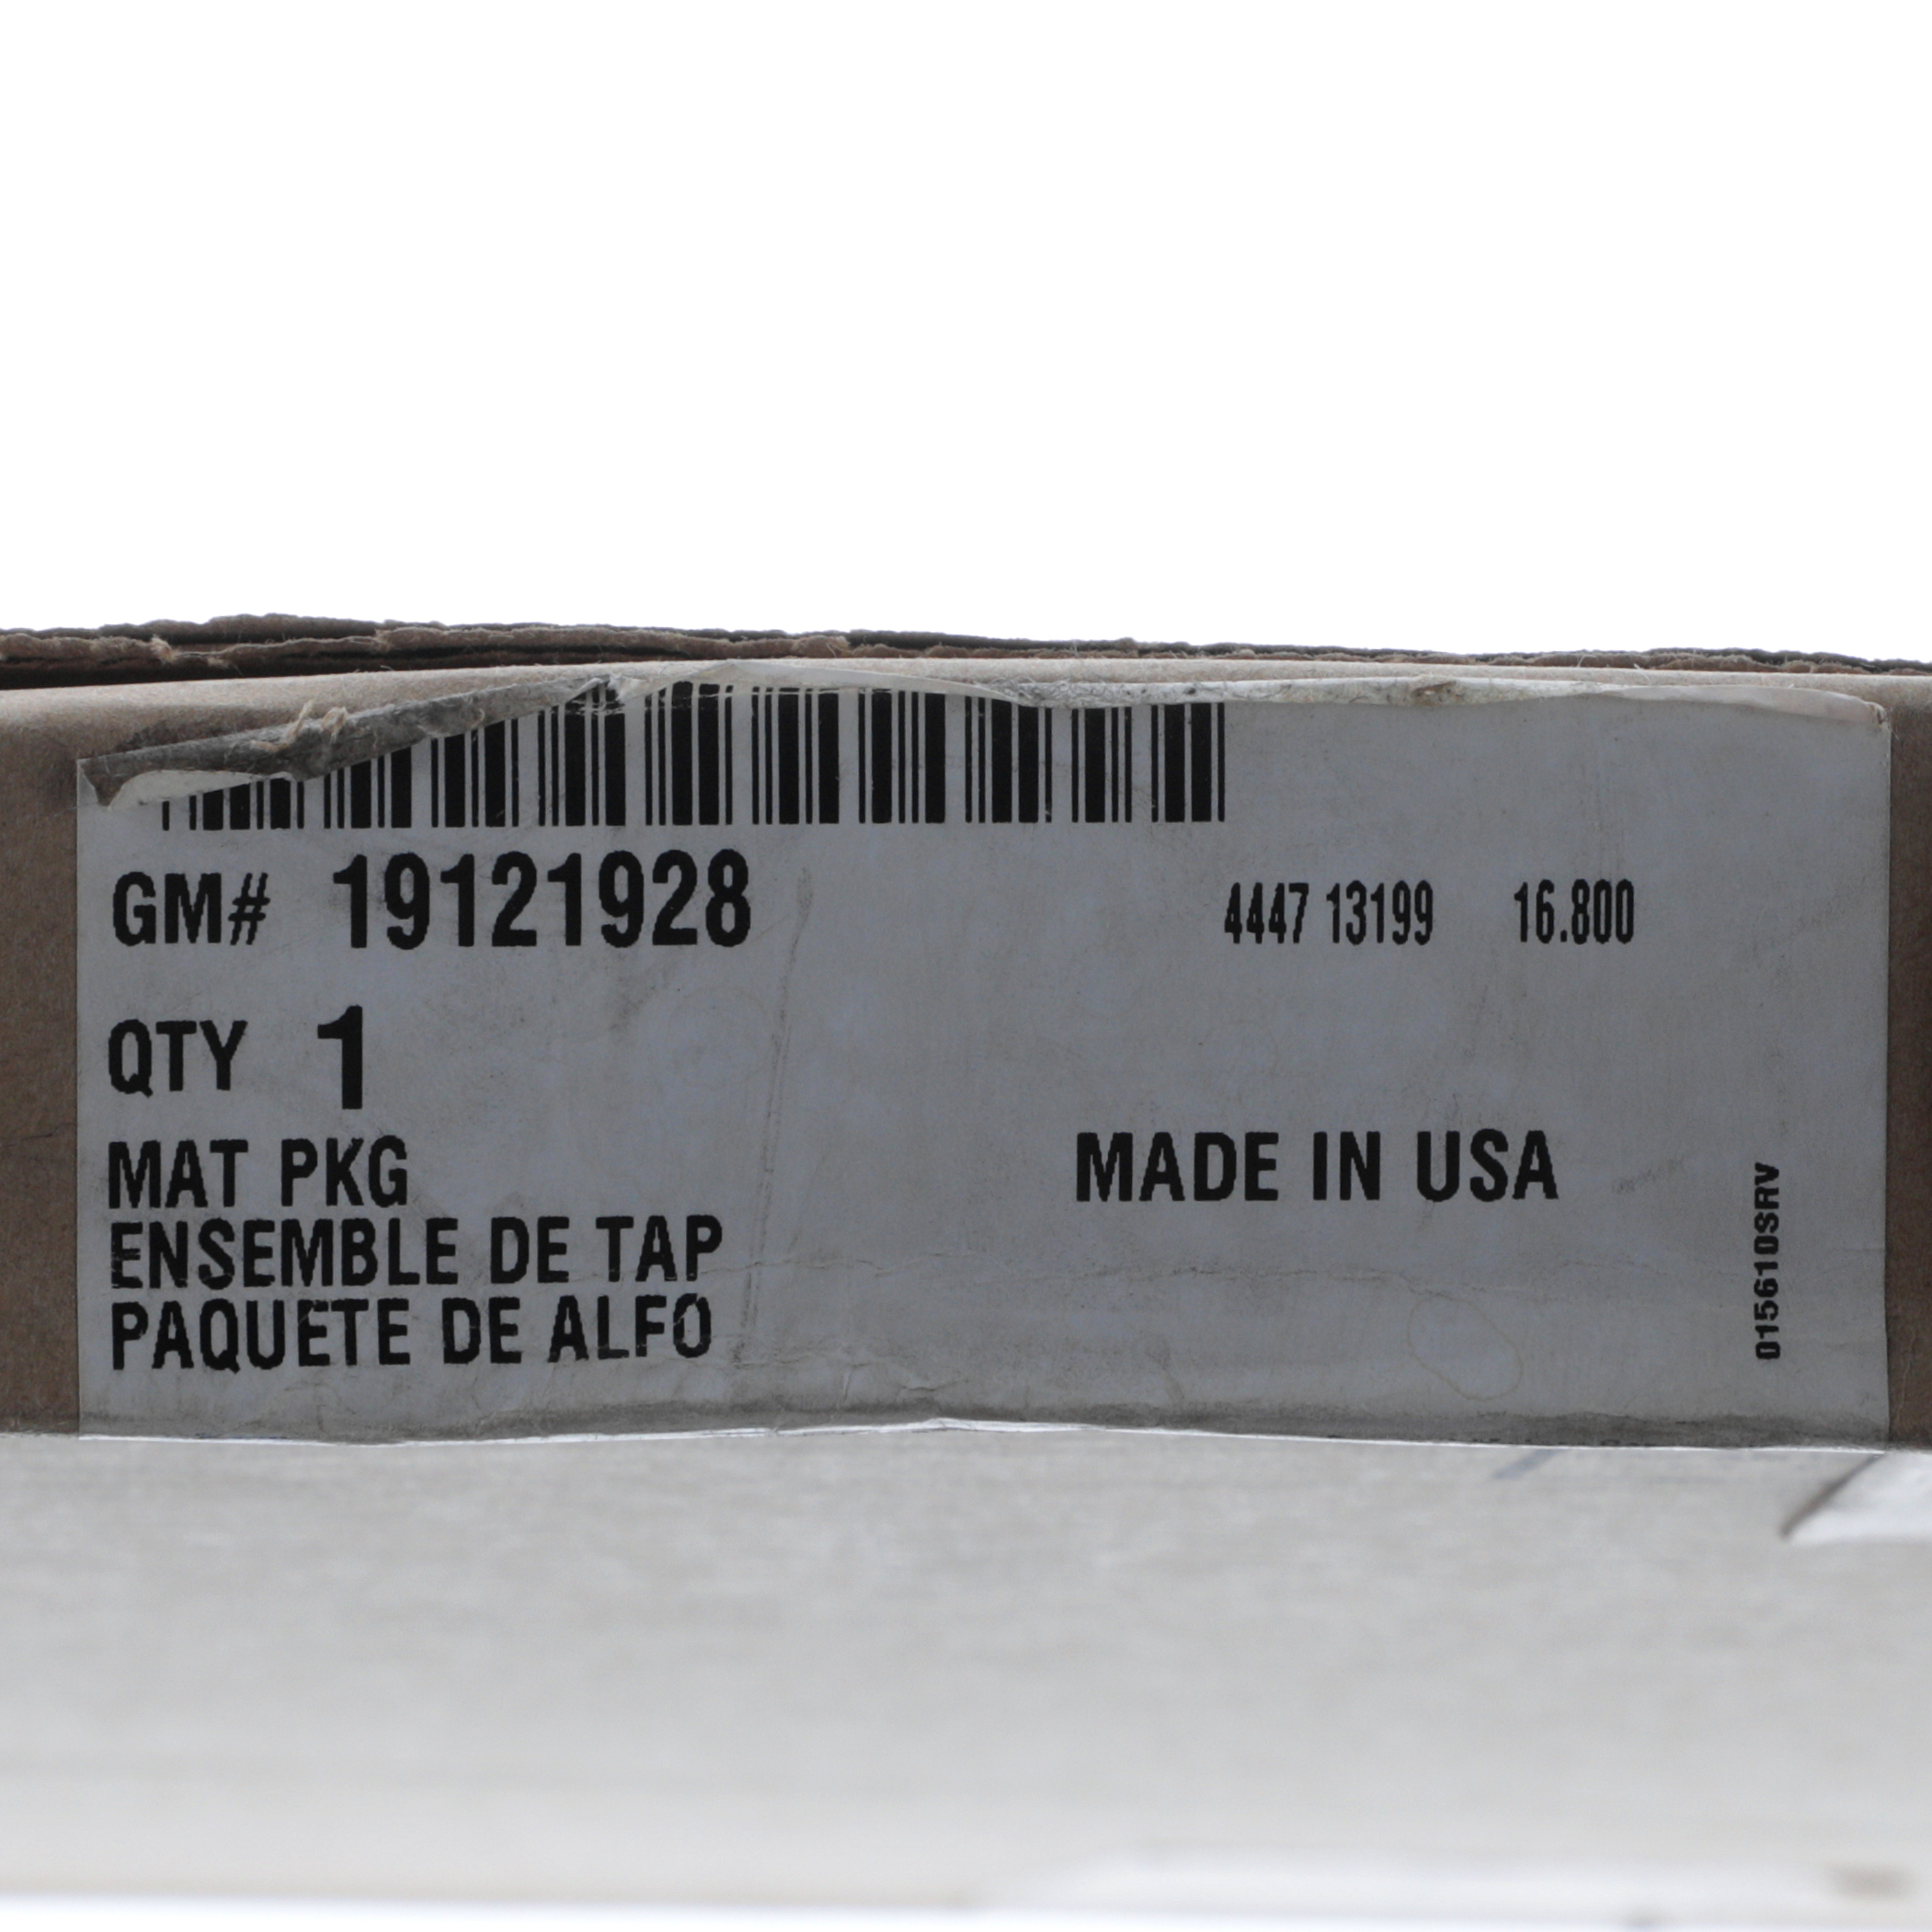 GM# 19121928 4447 13199 16.800
QTY 1
MAT PKG MADE IN USA
ENSEMBLE DE TAP
PAQUETE DE ALFO
015610SRV